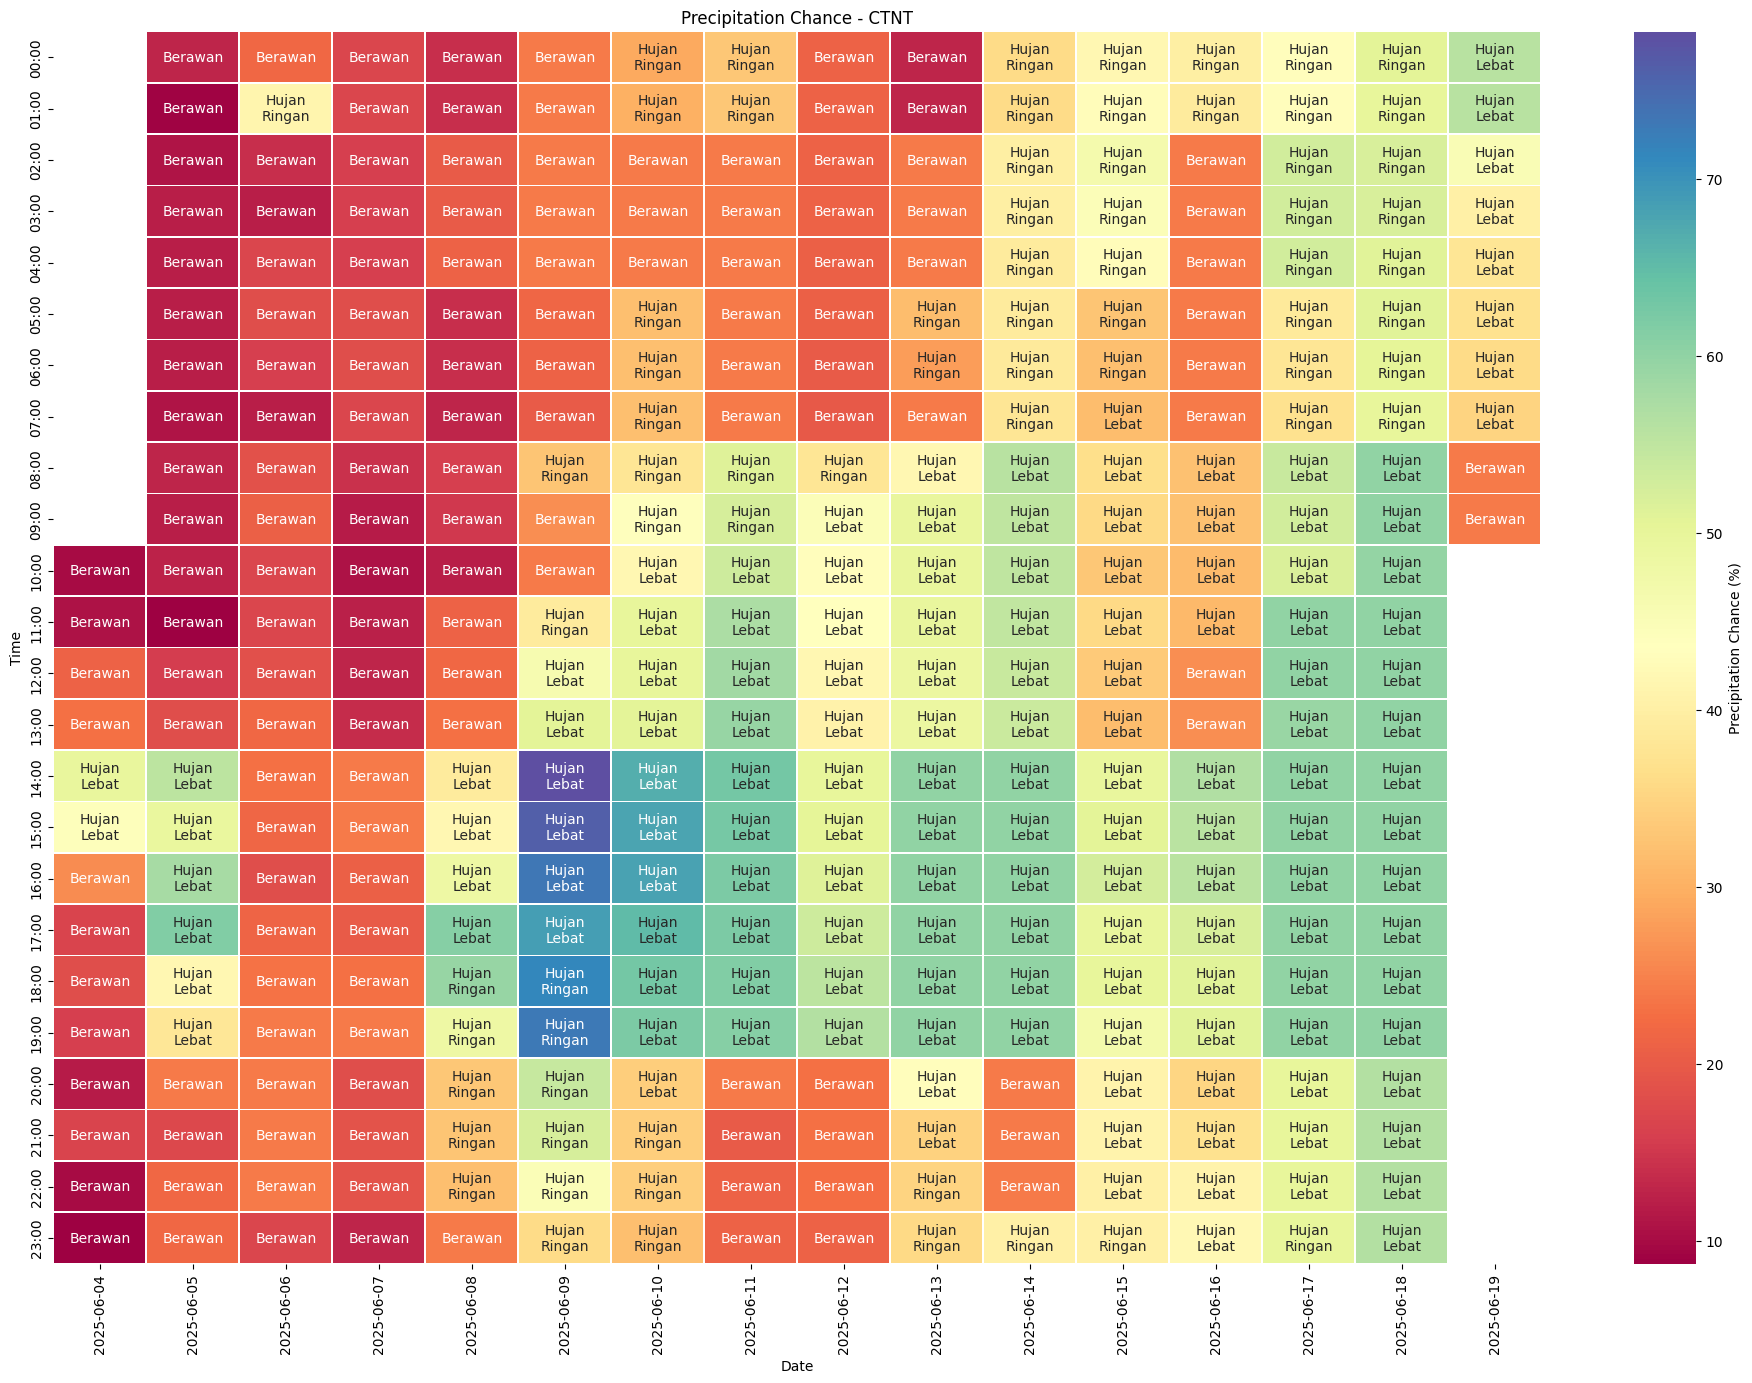 Precipitation Chance - CTNT
00:00 Berawan Berawan Berawan Berawan Berawan Hujan Ringan Hujan Ringan Berawan Berawan Hujan Ringan Hujan Ringan Hujan Ringan Hujan Ringan Hujan Ringan Hujan Lebat
01:00 Berawan Hujan Ringan Berawan Berawan Berawan Hujan Ringan Hujan Ringan Berawan Berawan Hujan Ringan Hujan Ringan Hujan Ringan Hujan Ringan Hujan Ringan Hujan Lebat
02:00 Berawan Berawan Berawan Berawan Berawan Berawan Berawan Berawan Berawan Hujan Ringan Hujan Ringan Berawan Hujan Ringan Hujan Ringan Hujan Lebat
03:00 Berawan Berawan Berawan Berawan Berawan Berawan Berawan Berawan Berawan Hujan Ringan Hujan Ringan Berawan Hujan Ringan Hujan Ringan Hujan Lebat
04:00 Berawan Berawan Berawan Berawan Berawan Berawan Berawan Berawan Berawan Hujan Ringan Hujan Ringan Berawan Hujan Ringan Hujan Ringan Hujan Lebat
05:00 Berawan Berawan Berawan Berawan Berawan Hujan Ringan Berawan Berawan Hujan Ringan Hujan Ringan Hujan Ringan Berawan Hujan Ringan Hujan Ringan Hujan Lebat
06:00 Berawan Berawan Berawan Berawan Berawan Hujan Ringan Berawan Berawan Hujan Ringan Hujan Ringan Hujan Ringan Berawan Hujan Ringan Hujan Ringan Hujan Lebat
07:00 Berawan Berawan Berawan Berawan Berawan Hujan Ringan Berawan Berawan Berawan Hujan Ringan Hujan Lebat Berawan Hujan Ringan Hujan Ringan Hujan Lebat
08:00 Berawan Berawan Berawan Berawan Hujan Ringan Hujan Ringan Hujan Ringan Hujan Ringan Hujan Lebat Hujan Lebat Hujan Lebat Hujan Lebat Hujan Lebat Hujan Lebat Berawan
09:00 Berawan Berawan Berawan Berawan Berawan Hujan Ringan Hujan Ringan Hujan Lebat Hujan Lebat Hujan Lebat Hujan Lebat Hujan Lebat Hujan Lebat Hujan Lebat Berawan
10:00 Berawan Berawan Berawan Berawan Berawan Berawan Hujan Lebat Hujan Lebat Hujan Lebat Hujan Lebat Hujan Lebat Hujan Lebat Hujan Lebat Hujan Lebat Hujan Lebat
11:00 Berawan Berawan Berawan Berawan Berawan Hujan Ringan Hujan Lebat Hujan Lebat Hujan Lebat Hujan Lebat Hujan Lebat Hujan Lebat Hujan Lebat Hujan Lebat Hujan Lebat
12:00 Berawan Berawan Berawan Berawan Berawan Hujan Lebat Hujan Lebat Hujan Lebat Hujan Lebat Hujan Lebat Hujan Lebat Hujan Lebat Berawan Hujan Lebat Hujan Lebat
13:00 Berawan Berawan Berawan Berawan Berawan Hujan Lebat Hujan Lebat Hujan Lebat Hujan Lebat Hujan Lebat Hujan Lebat Hujan Lebat Berawan Hujan Lebat Hujan Lebat
14:00 Hujan Lebat Hujan Lebat Berawan Berawan Hujan Lebat Hujan Lebat Hujan Lebat Hujan Lebat Hujan Lebat Hujan Lebat Hujan Lebat Hujan Lebat Hujan Lebat Hujan Lebat Hujan Lebat
15:00 Hujan Lebat Hujan Lebat Berawan Berawan Hujan Lebat Hujan Lebat Hujan Lebat Hujan Lebat Hujan Lebat Hujan Lebat Hujan Lebat Hujan Lebat Hujan Lebat Hujan Lebat Hujan Lebat
16:00 Berawan Hujan Lebat Berawan Berawan Hujan Lebat Hujan Lebat Hujan Lebat Hujan Lebat Hujan Lebat Hujan Lebat Hujan Lebat Hujan Lebat Hujan Lebat Hujan Lebat Hujan Lebat
17:00 Berawan Hujan Lebat Berawan Berawan Hujan Lebat Hujan Lebat Hujan Lebat Hujan Lebat Hujan Lebat Hujan Lebat Hujan Lebat Hujan Lebat Hujan Lebat Hujan Lebat Hujan Lebat
18:00 Berawan Hujan Lebat Berawan Berawan Hujan Ringan Hujan Ringan Hujan Lebat Hujan Lebat Hujan Lebat Hujan Lebat Hujan Lebat Hujan Lebat Hujan Lebat Hujan Lebat Hujan Lebat
19:00 Berawan Hujan Lebat Berawan Berawan Hujan Ringan Hujan Ringan Hujan Lebat Hujan Lebat Hujan Lebat Hujan Lebat Hujan Lebat Hujan Lebat Hujan Lebat Hujan Lebat Hujan Lebat
20:00 Berawan Berawan Berawan Berawan Hujan Ringan Hujan Ringan Hujan Lebat Berawan Berawan Hujan Lebat Berawan Hujan Lebat Hujan Lebat Hujan Lebat Hujan Lebat
21:00 Berawan Berawan Berawan Berawan Hujan Ringan Hujan Ringan Hujan Ringan Berawan Berawan Hujan Lebat Berawan Hujan Lebat Hujan Lebat Hujan Lebat Hujan Lebat
22:00 Berawan Berawan Berawan Berawan Hujan Ringan Hujan Ringan Hujan Ringan Berawan Berawan Hujan Ringan Berawan Hujan Lebat Hujan Lebat Hujan Lebat Hujan Lebat
23:00 Berawan Berawan Berawan Berawan Berawan Hujan Ringan Hujan Ringan Berawan Berawan Hujan Ringan Hujan Ringan Hujan Ringan Hujan Lebat Hujan Ringan Hujan Lebat
Time
2025-06-04 2025-06-05 2025-06-06 2025-06-07 2025-06-08 2025-06-09 2025-06-10 2025-06-11 2025-06-12 2025-06-13 2025-06-14 2025-06-15 2025-06-16 2025-06-17 2025-06-18 2025-06-19
Date
70
60
50
40
30
20
10
Precipitation Chance (%)